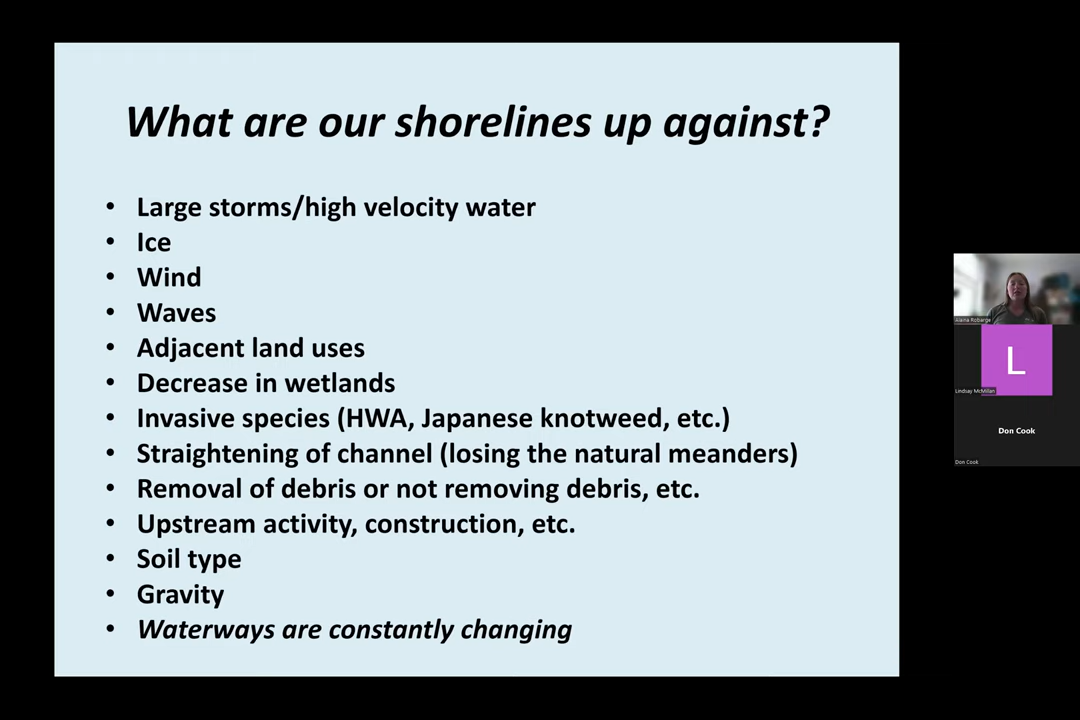 What are our shorelines up against?
• Large storms/high velocity water
• Ice
• Wind
• Waves
• Adjacent land uses
• Decrease in wetlands
• Invasive species (HWA, Japanese knotweed, etc.)
• Straightening of channel (losing the natural meanders)
• Removal of debris or not removing debris, etc.
• Upstream activity, construction, etc.
• Soil type
• Gravity
• Waterways are constantly changing
Alaina Roberge
L
Lindsay McMillan
Don Cook
Don Cook